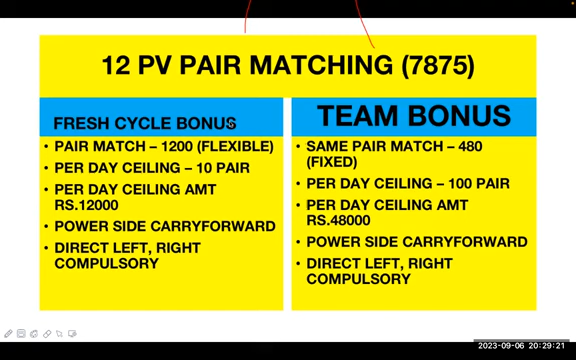 12 PV PAIR MATCHING (7875)
FRESH CYCLE BONUS
• PAIR MATCH – 1200 (FLEXIBLE)
• PER DAY CEILING – 10 PAIR
• PER DAY CEILING AMT
RS.12000
• POWER SIDE CARRYFORWARD
• DIRECT LEFT, RIGHT
COMPULSORY
TEAM BONUS
• SAME PAIR MATCH – 480
(FIXED)
• PER DAY CEILING – 100 PAIR
• PER DAY CEILING AMT
RS.48000
• POWER SIDE CARRYFORWARD
• DIRECT LEFT, RIGHT
COMPULSORY
2023-09-06 20:29:21